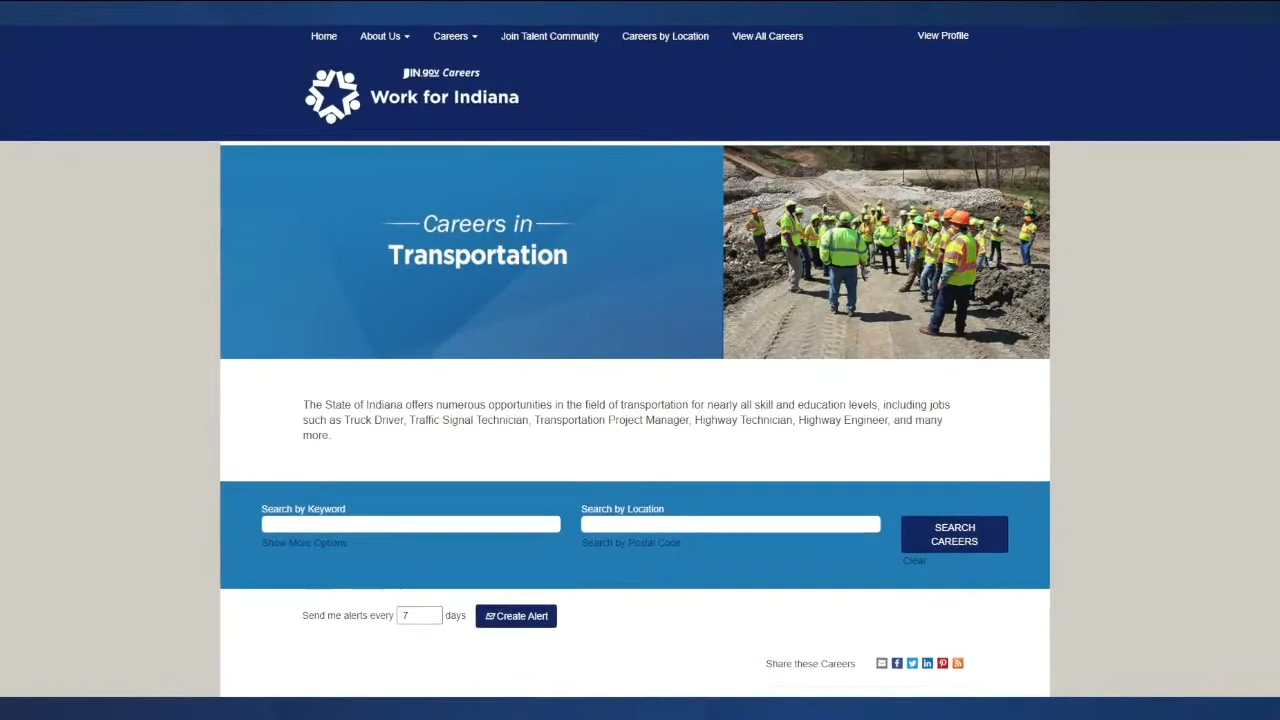 Home About Us Careers Join Talent Community Careers by Location View All Careers View Profile
IN.gov Careers
Work for Indiana
Careers in
Transportation
The State of Indiana offers numerous opportunities in the field of transportation for nearly all skill and education levels, including jobs
such as Truck Driver, Traffic Signal Technician, Transportation Project Manager, Highway Technician, Highway Engineer, and many
more.
Search by Keyword Search by Location
SEARCH
CAREERS
Show More Options Search by Postal Code
Clear
Send me alerts every 7 days Create Alert
Share these Careers